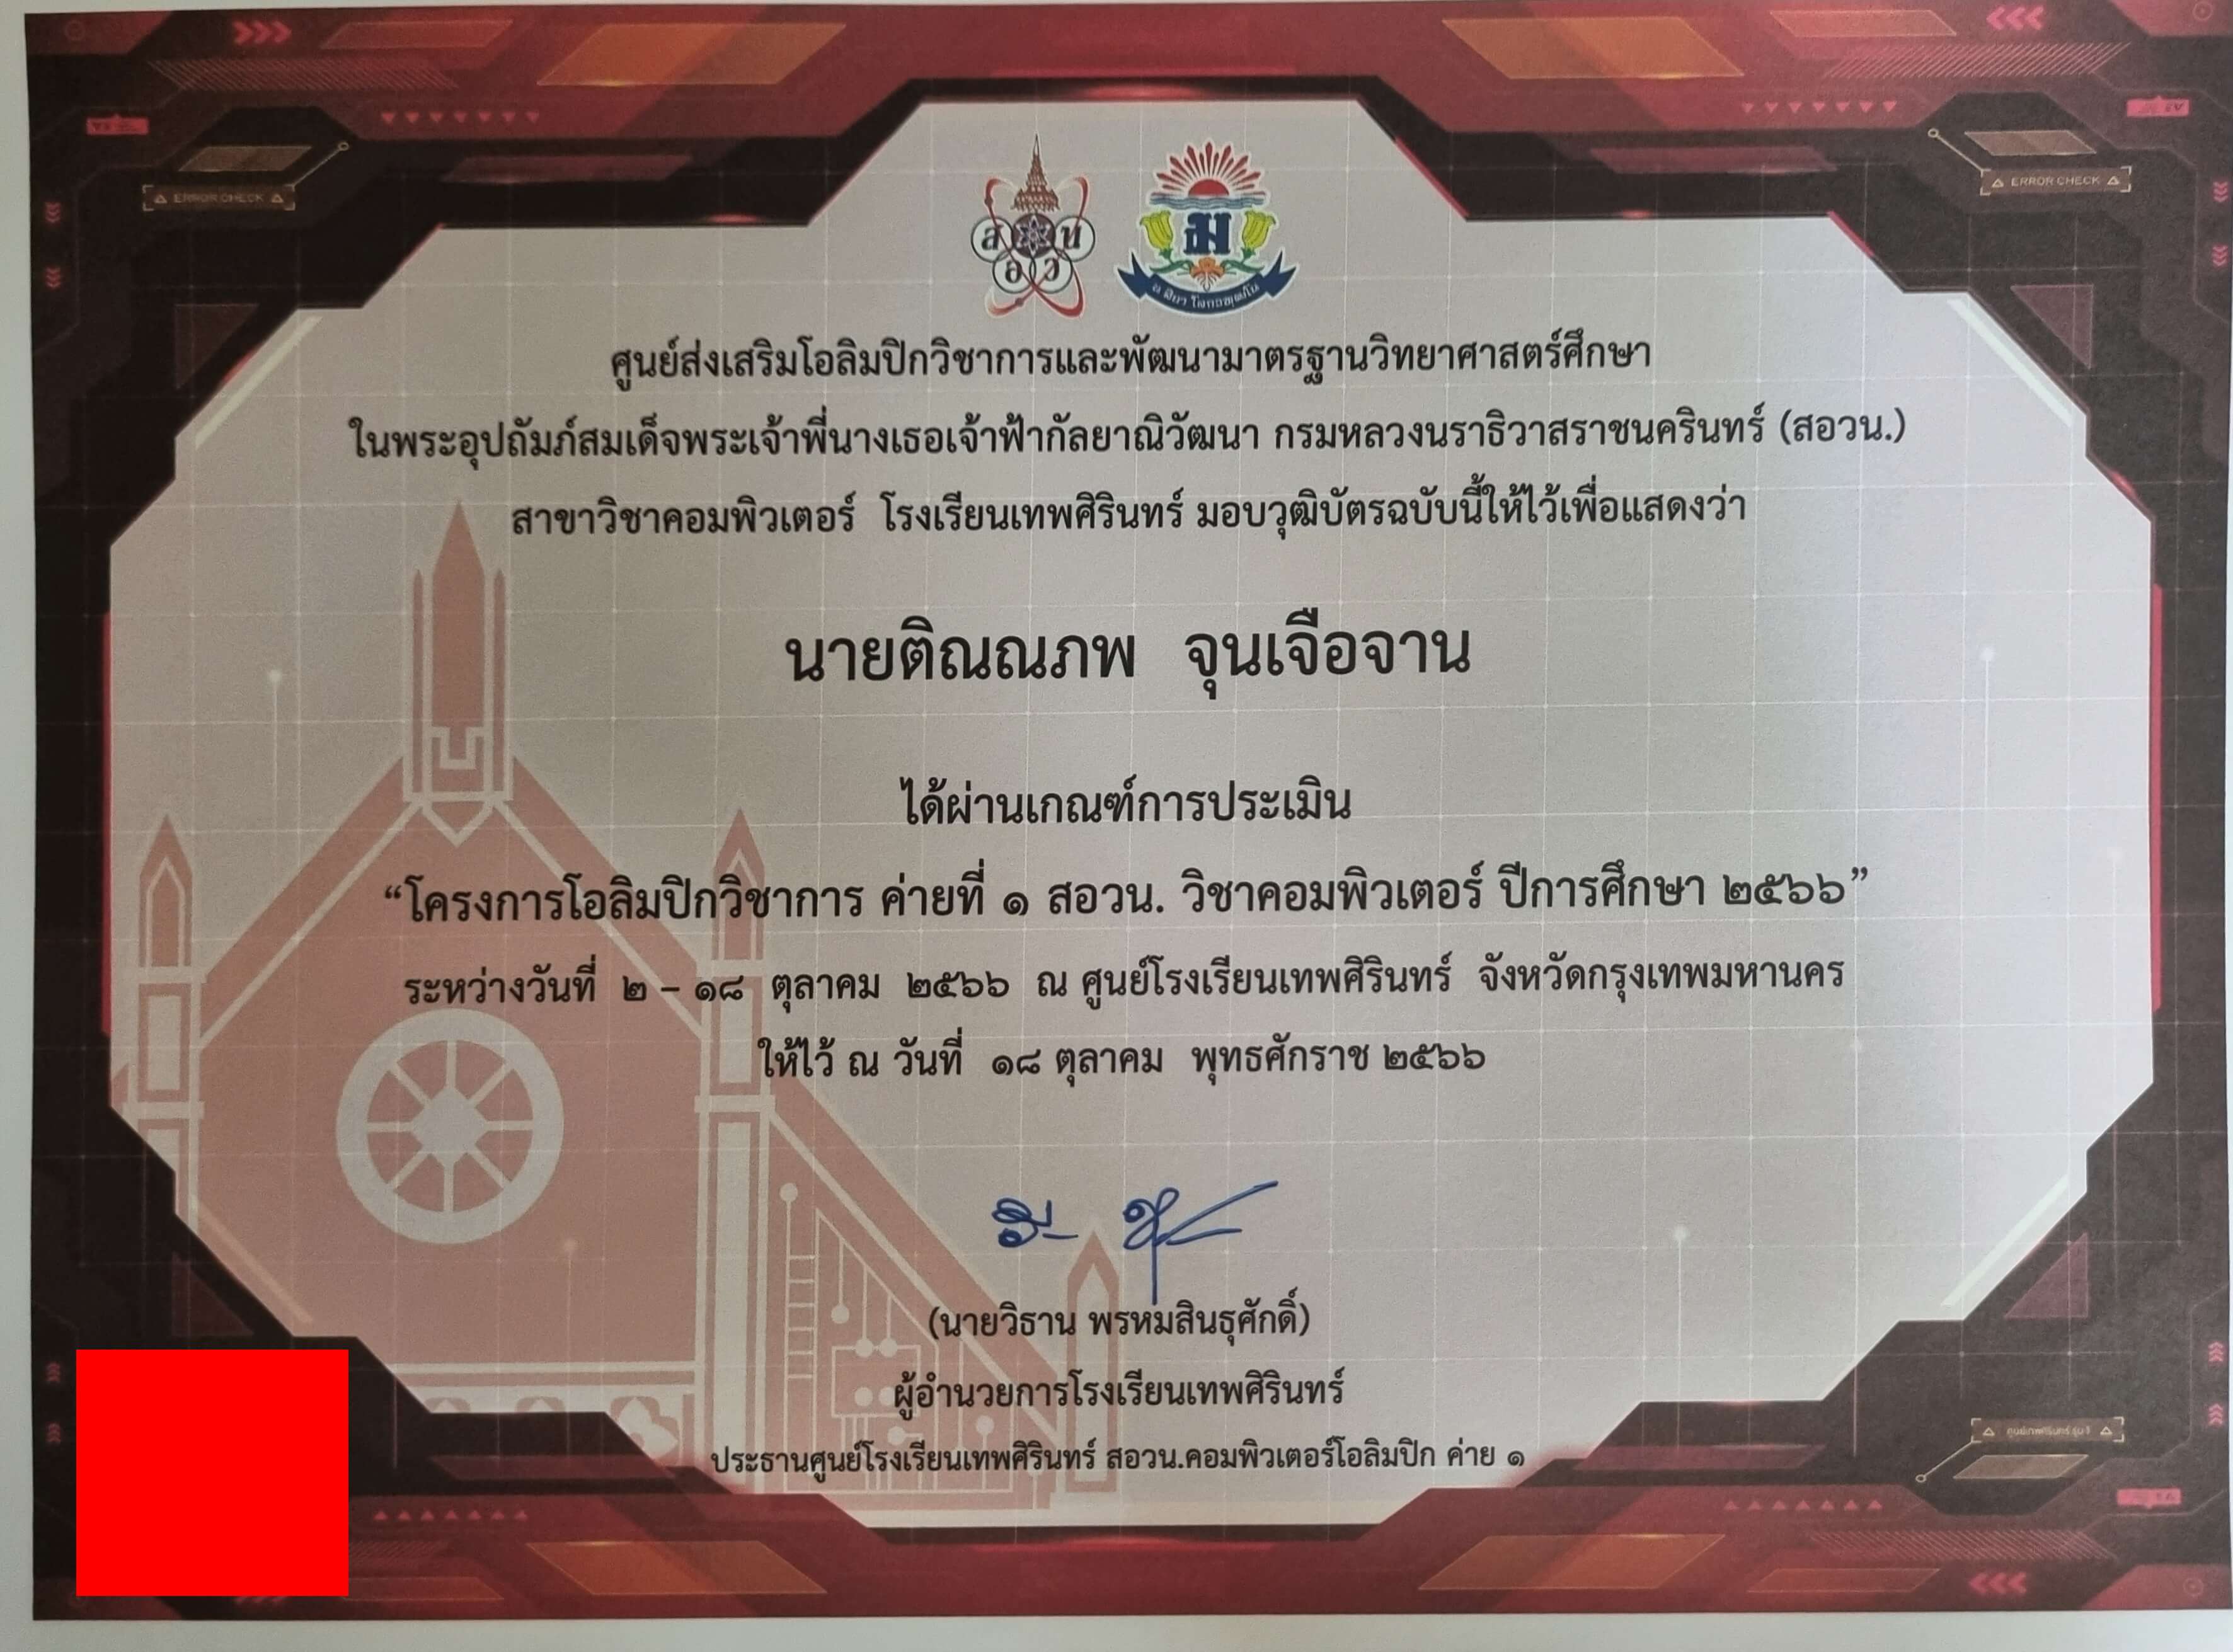 ส อ ว น
ธม
น สิยา โลกวฑฺฒโน
ERROR CHECK
ERROR CHECK
ศูนย์ส่งเสริมโอลิมปิกวิชาการและพัฒนามาตรฐานวิทยาศาสตร์ศึกษา
ในพระอุปถัมภ์สมเด็จพระเจ้าพี่นางเธอเจ้าฟ้ากัลยาณิวัฒนา กรมหลวงนราธิวาสราชนครินทร์ (สอวน.)
สาขาวิชาคอมพิวเตอร์ โรงเรียนเทพศิรินทร์ มอบวุฒิบัตรฉบับนี้ให้ไว้เพื่อแสดงว่า
นายติณณภพ จุนเจือจาน
ได้ผ่านเกณฑ์การประเมิน
“โครงการโอลิมปิกวิชาการ ค่ายที่ ๑ สอวน. วิชาคอมพิวเตอร์ ปีการศึกษา ๒๕๖๖”
ระหว่างวันที่ ๒ – ๑๘ ตุลาคม ๒๕๖๖ ณ ศูนย์โรงเรียนเทพศิรินทร์ จังหวัดกรุงเทพมหานคร
ให้ไว้ ณ วันที่ ๑๘ ตุลาคม พุทธศักราช ๒๕๖๖
(นายวิธาน พรหมสินธุศักดิ์)
ผู้อำนวยการโรงเรียนเทพศิรินทร์
ประธานศูนย์โรงเรียนเทพศิรินทร์ สอวน.คอมพิวเตอร์โอลิมปิก ค่าย ๑